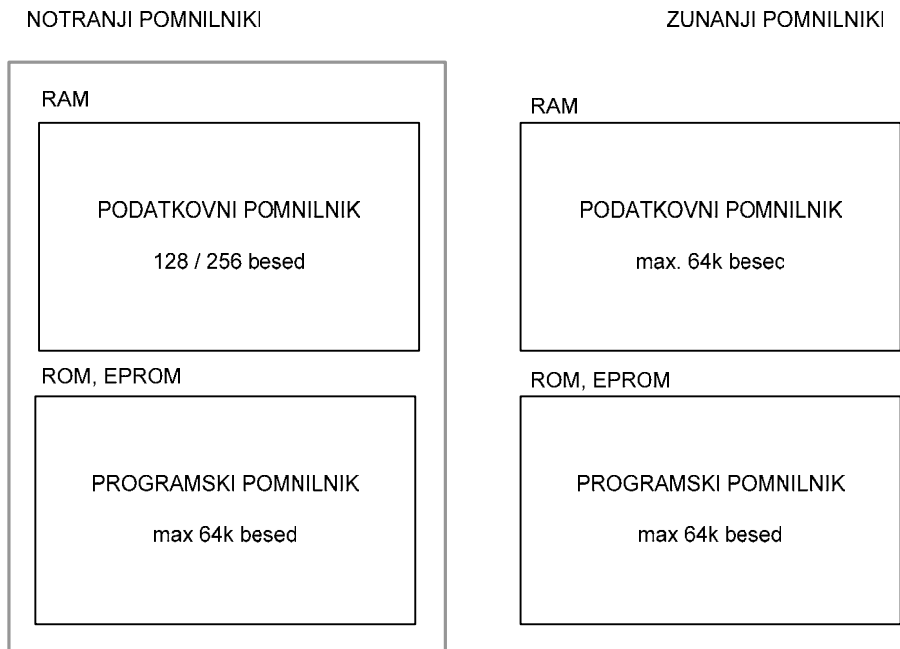 NOTRANJI POMNILNIKI
ZUNANJI POMNILNIKI
RAM
PODATKOVNI POMNILNIK
128 / 256 besed
ROM, EPROM
PROGRAMSKI POMNILNIK
max 64k besed
RAM
PODATKOVNI POMNILNIK
max. 64k besed
ROM, EPROM
PROGRAMSKI POMNILNIK
max 64k besed